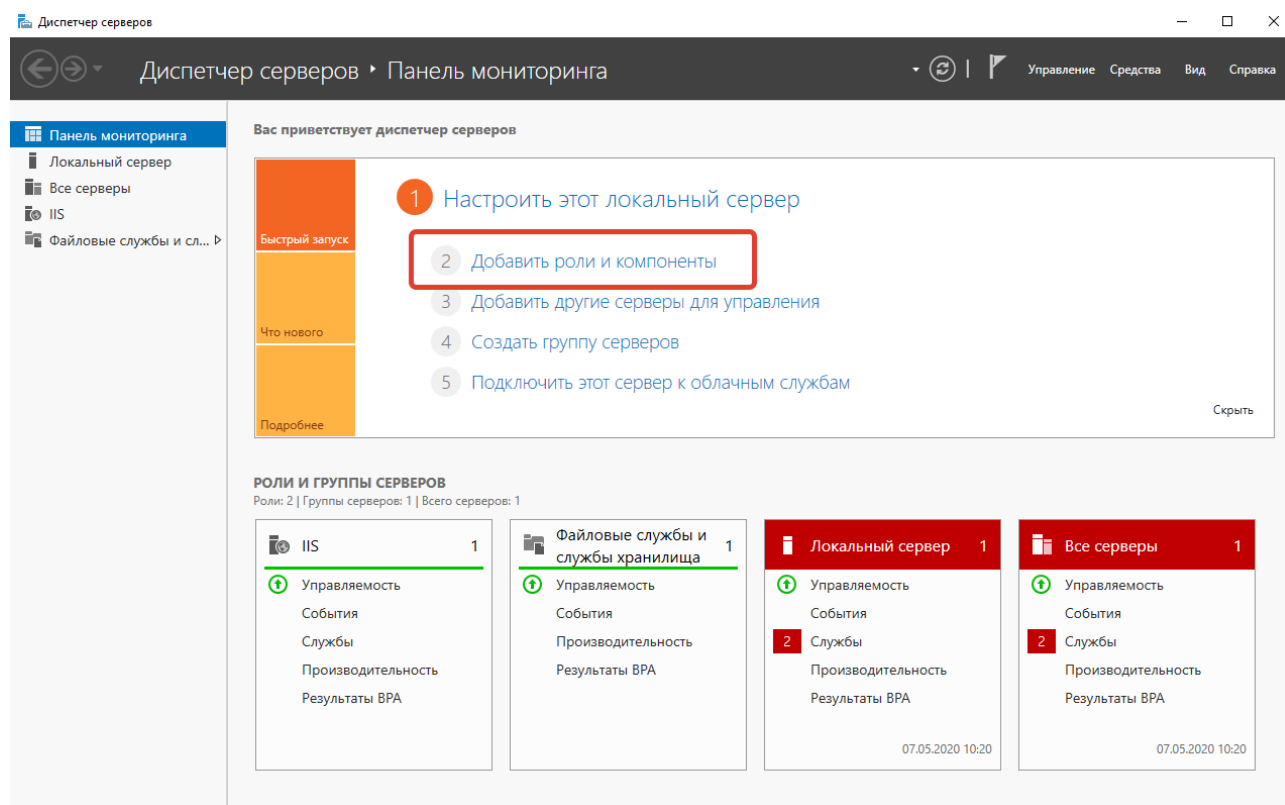 Диспетчер серверов
Диспетчер серверов
Панель мониторинга
Управление
Средства
Вид
Справка
Панель мониторинга
Локальный сервер
Все серверы
IIS
Файловые службы и сл...
Вас приветствует диспетчер серверов
Быстрый запуск
Что нового
Подробнее
1 Настроить этот локальный сервер
2 Добавить роли и компоненты
3 Добавить другие серверы для управления
4 Создать группу серверов
5 Подключить этот сервер к облачным службам
Скрыть
РОЛИ И ГРУППЫ СЕРВЕРОВ
Роли: 2 | Группы серверов: 1 | Всего серверов: 1
IIS 1
Управляемость
События
Службы
Производительность
Результаты BPA
Файловые службы и
службы хранилища
1
Управляемость
События
Производительность
Результаты BPA
Локальный сервер 1
Управляемость
События
2 Службы
Производительность
Результаты BPA
07.05.2020 10:20
Все серверы 1
Управляемость
События
2 Службы
Производительность
Результаты BPA
07.05.2020 10:20